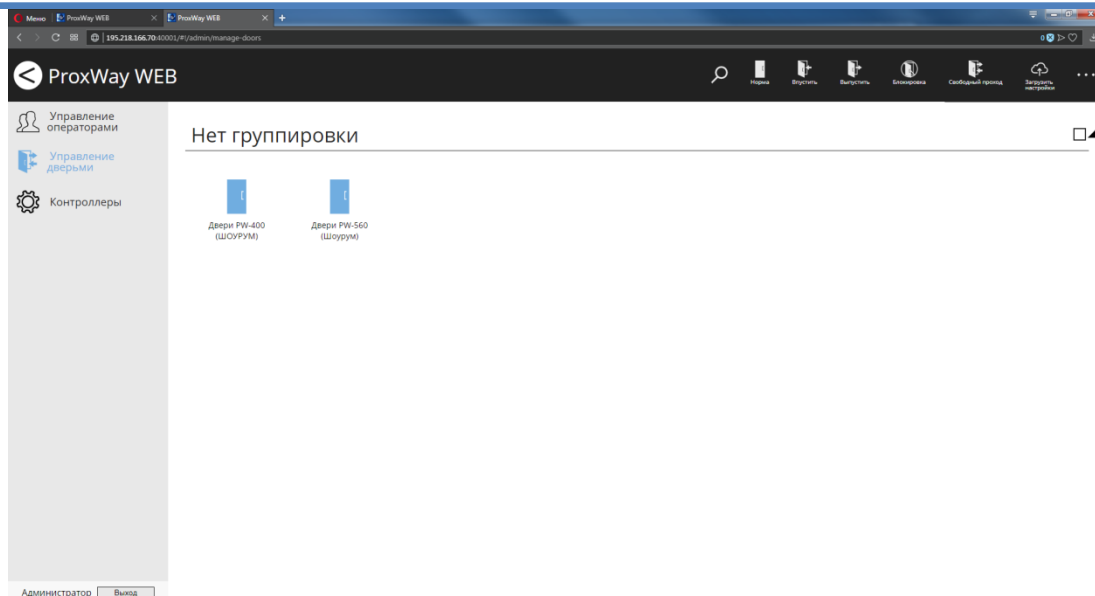 Меню
ProxWay WEB
ProxWay WEB
195.218.166.70:40001/#!/admin/manage-doors
0
ProxWay WEB
Норма
Впустить
Выпустить
Блокировка
Свободный проход
Загрузить
настройки
Управление
операторами
Управление
дверьми
Контроллеры
Нет группировки
Двери PW-400
(ШОУРУМ)
Двери PW-560
(Шоурум)
Администратор
Выход